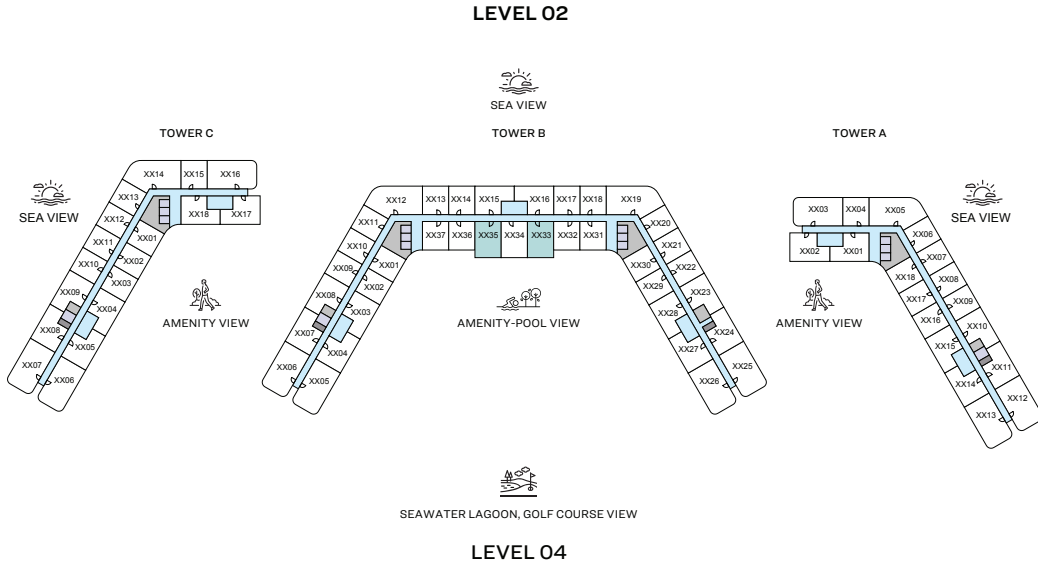 LEVEL 02
SEA VIEW
TOWER C
TOWER B
TOWER A
SEA VIEW
SEA VIEW
XX14
XX15
XX16
XX13
XX12
XX18
XX17
XX01
XX11
XX02
XX10
XX03
XX09
XX04
XX08
XX05
XX07
XX06
AMENITY VIEW
XX12
XX13
XX14
XX15
XX16
XX17
XX18
XX19
XX11
XX37
XX36
XX35
XX34
XX33
XX32
XX31
XX20
XX10
XX21
XX01
XX30
XX09
XX22
XX02
XX29
XX08
XX23
XX03
XX28
XX07
XX24
XX04
XX27
XX06
XX25
XX05
XX26
AMENITY-POOL VIEW
XX03
XX04
XX05
XX02
XX01
XX06
XX07
XX18
XX08
XX17
XX09
XX16
XX10
XX15
XX11
XX14
XX12
XX13
AMENITY VIEW
SEAWATER LAGOON, GOLF COURSE VIEW
LEVEL 04